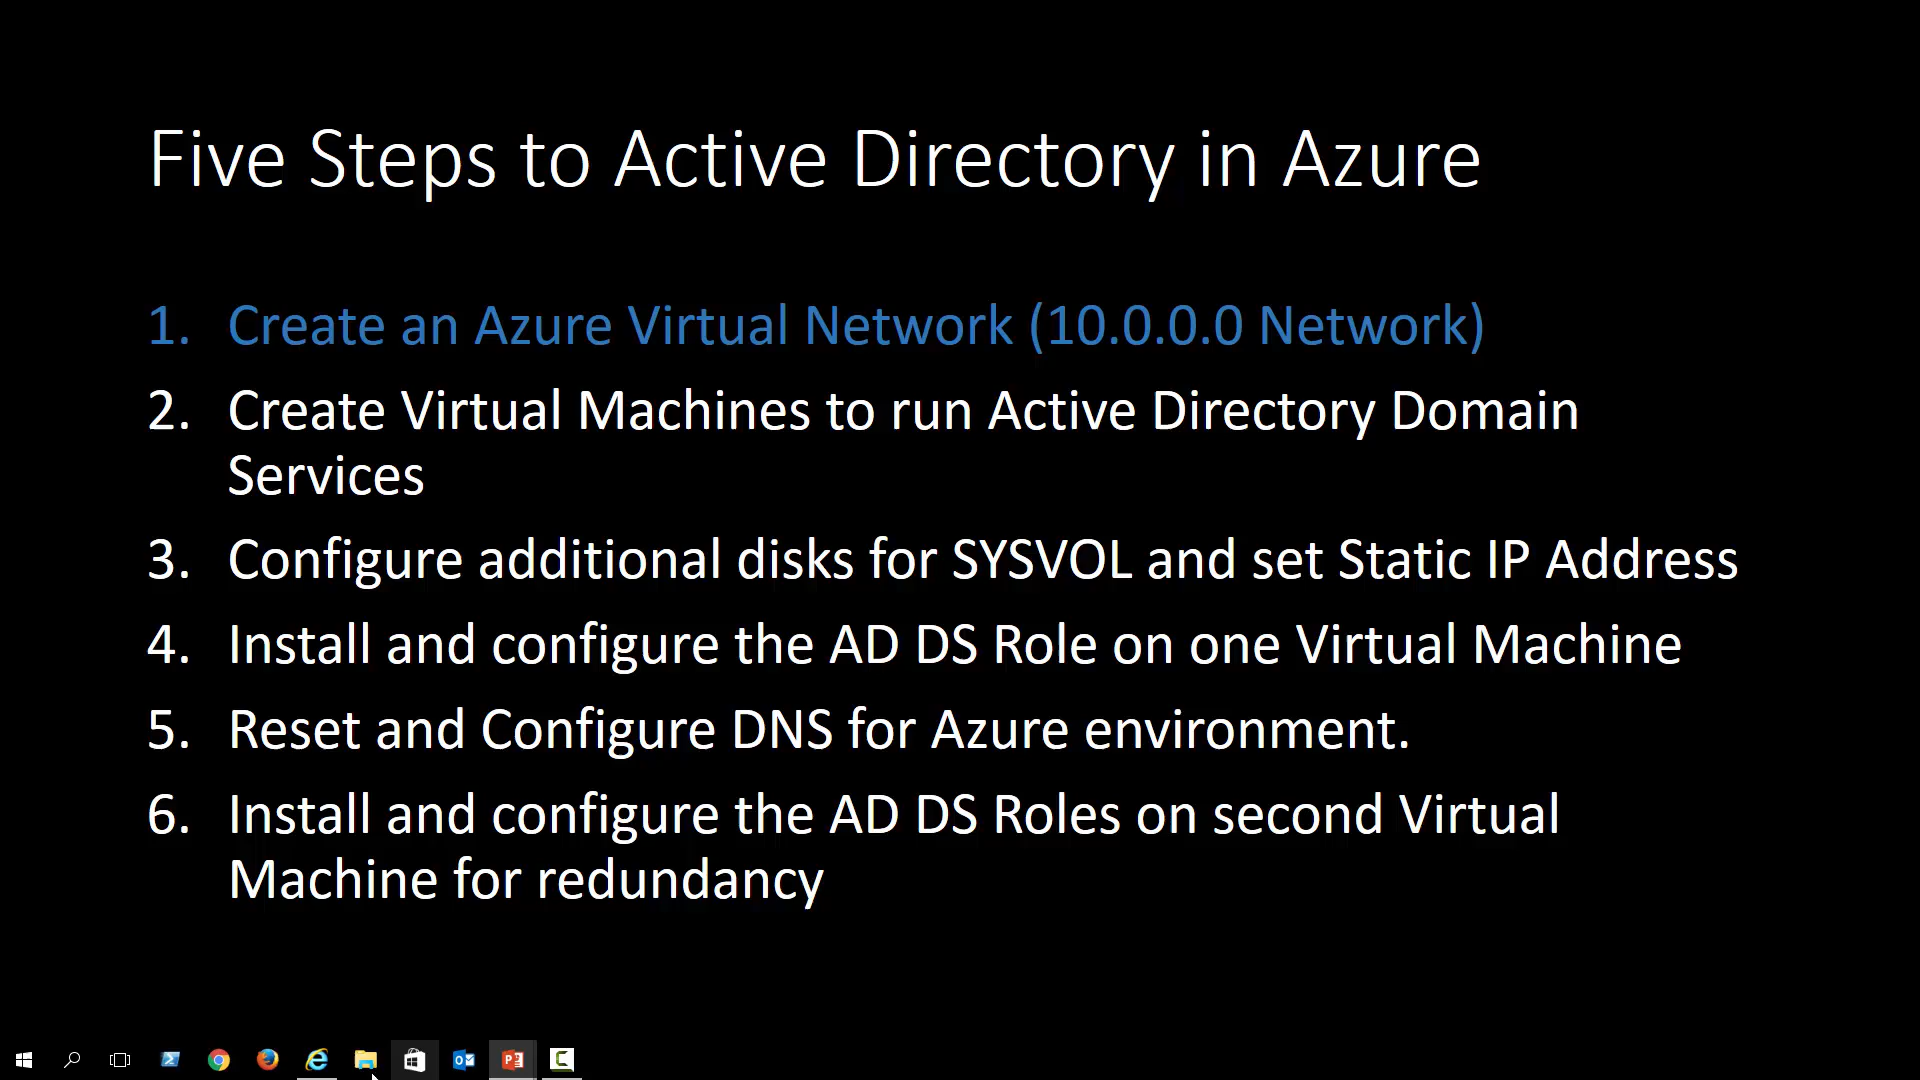 Five Steps to Active Directory in Azure
1. Create an Azure Virtual Network (10.0.0.0 Network)
2. Create Virtual Machines to run Active Directory Domain
Services
3. Configure additional disks for SYSVOL and set Static IP Address
4. Install and configure the AD DS Role on one Virtual Machine
5. Reset and Configure DNS for Azure environment.
6. Install and configure the AD DS Roles on second Virtual
Machine for redundancy